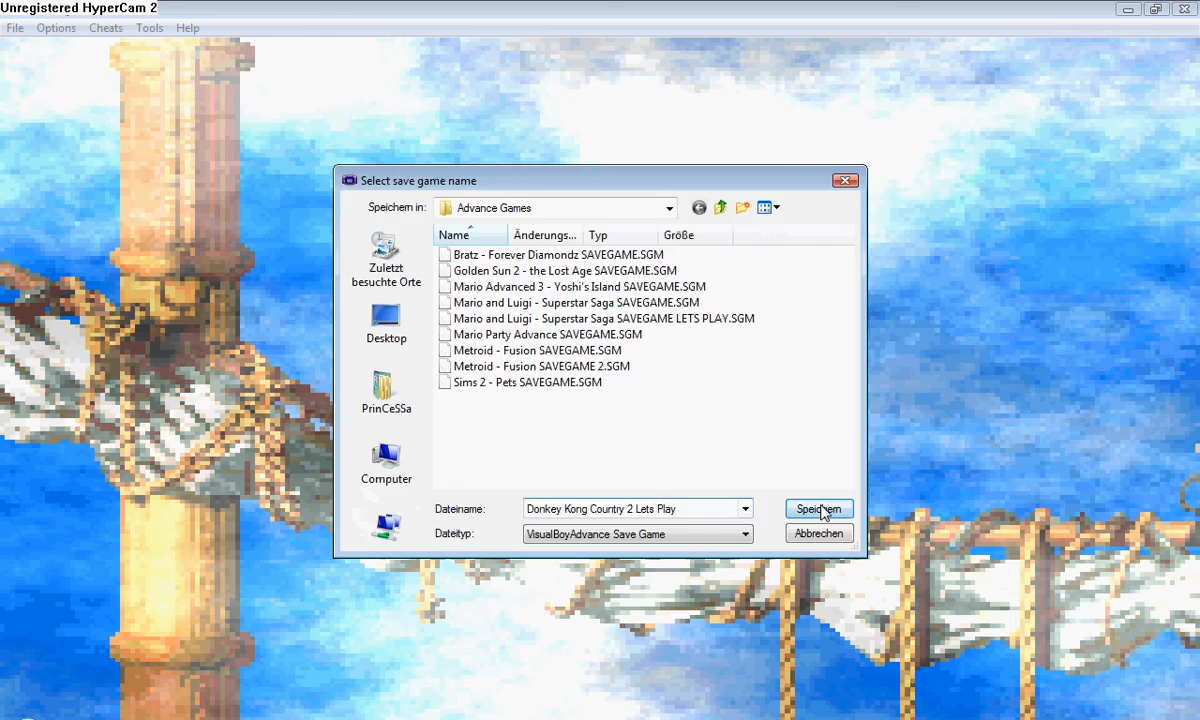 Unregistered HyperCam 2
File Options Cheats Tools Help
Select save game name
Speichern in: Advance Games
Name Änderungs... Typ Größe
Zuletzt besuchte Orte
Desktop
PrinCeSSa
Computer
Bratz - Forever Diamondz SAVEGAME.SGM
Golden Sun 2 - the Lost Age SAVEGAME.SGM
Mario Advanced 3 - Yoshi's Island SAVEGAME.SGM
Mario and Luigi - Superstar Saga SAVEGAME.SGM
Mario and Luigi - Superstar Saga SAVEGAME LETS PLAY.SGM
Mario Party Advance SAVEGAME.SGM
Metroid - Fusion SAVEGAME.SGM
Metroid - Fusion SAVEGAME 2.SGM
Sims 2 - Pets SAVEGAME.SGM
Dateiname: Donkey Kong Country 2 Lets Play Speichern
Dateityp: VisualBoyAdvance Save Game Abbrechen